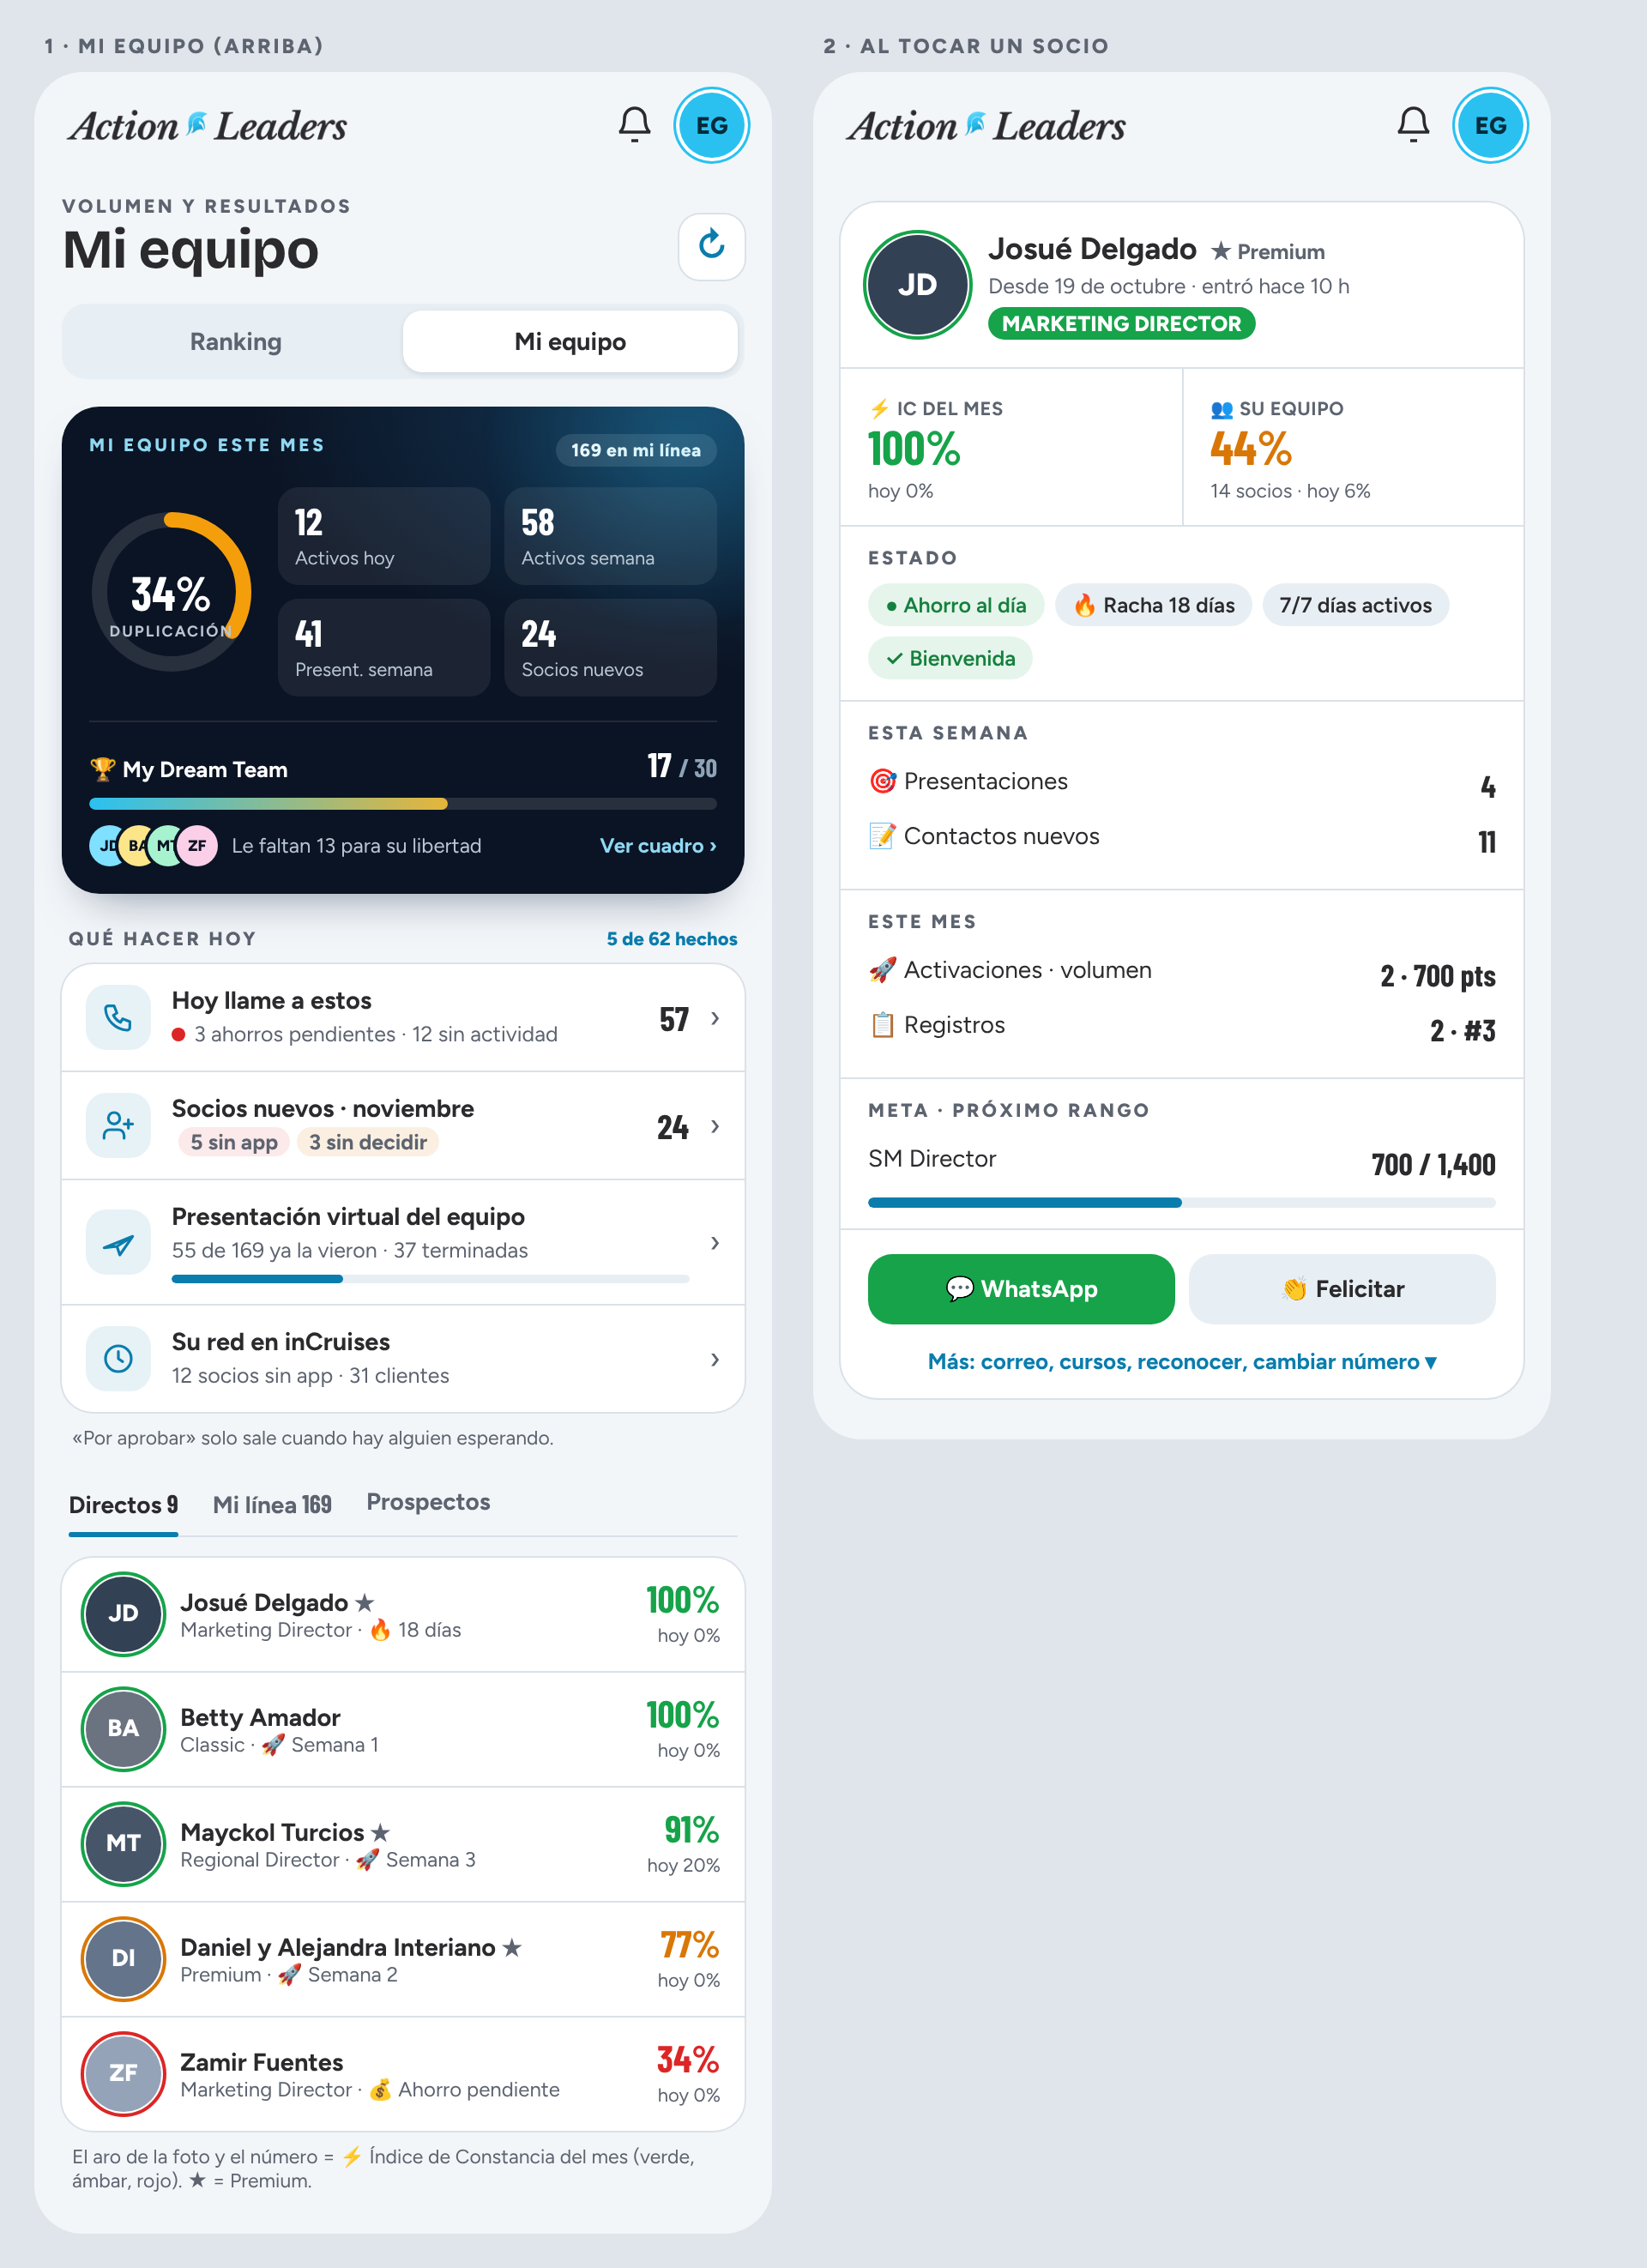 1 · MI EQUIPO (ARRIBA)
Action Leaders
EG
VOLUMEN Y RESULTADOS
Mi equipo
Ranking
Mi equipo
MI EQUIPO ESTE MES
169 en mi línea
34%
DUPLICACIÓN
12
Activos hoy
58
Activos semana
41
Present. semana
24
Socios nuevos
🏆 My Dream Team
17 / 30
JD BA MT ZF
Le faltan 13 para su libertad
Ver cuadro ›
QUÉ HACER HOY
5 de 62 hechos
Hoy llame a estos
3 ahorros pendientes · 12 sin actividad
57 ›
Socios nuevos · noviembre
5 sin app 3 sin decidir
24 ›
Presentación virtual del equipo
55 de 169 ya la vieron · 37 terminadas
›
Su red en inCruises
12 socios sin app · 31 clientes
›
«Por aprobar» solo sale cuando hay alguien esperando.
Directos 9
Mi línea 169
Prospectos
JD
Josué Delgado ★
Marketing Director · 🔥 18 días
100%
hoy 0%
BA
Betty Amador
Classic · 🚀 Semana 1
100%
hoy 0%
MT
Mayckol Turcios ★
Regional Director · 🚀 Semana 3
91%
hoy 20%
DI
Daniel y Alejandra Interiano ★
Premium · 🚀 Semana 2
77%
hoy 0%
ZF
Zamir Fuentes
Marketing Director · 💰 Ahorro pendiente
34%
hoy 0%
El aro de la foto y el número = ⚡ Índice de Constancia del mes (verde,
ámbar, rojo). ★ = Premium.
2 · AL TOCAR UN SOCIO
Action Leaders
EG
JD
Josué Delgado ★ Premium
Desde 19 de octubre · entró hace 10 h
MARKETING DIRECTOR
⚡ IC DEL MES
100%
hoy 0%
👥 SU EQUIPO
44%
14 socios · hoy 6%
ESTADO
● Ahorro al día
🔥 Racha 18 días
7/7 días activos
✓ Bienvenida
ESTA SEMANA
🎯 Presentaciones
4
📝 Contactos nuevos
11
ESTE MES
🚀 Activaciones · volumen
2 · 700 pts
📋 Registros
2 · #3
META · PRÓXIMO RANGO
SM Director
700 / 1,400
💬 WhatsApp
👏 Felicitar
Más: correo, cursos, reconocer, cambiar número ▾